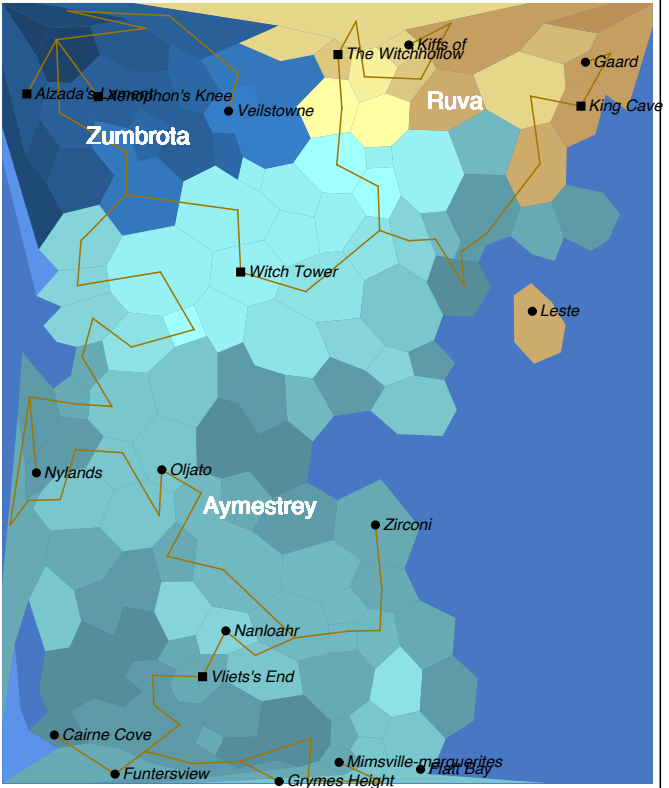 Kiffs of
The Witchhollow
Gaard
Alzada's Lament
Xenophon's Knee
Ruva
King Cave
Veilstowne
Zumbrota
Witch Tower
Leste
Nylands
Oljato
Aymestrey
Zirconi
Nanloahr
Vliets's End
Cairne Cove
Mimsville-marguerites
Flatt Bay
Funtersview
Grymes Height